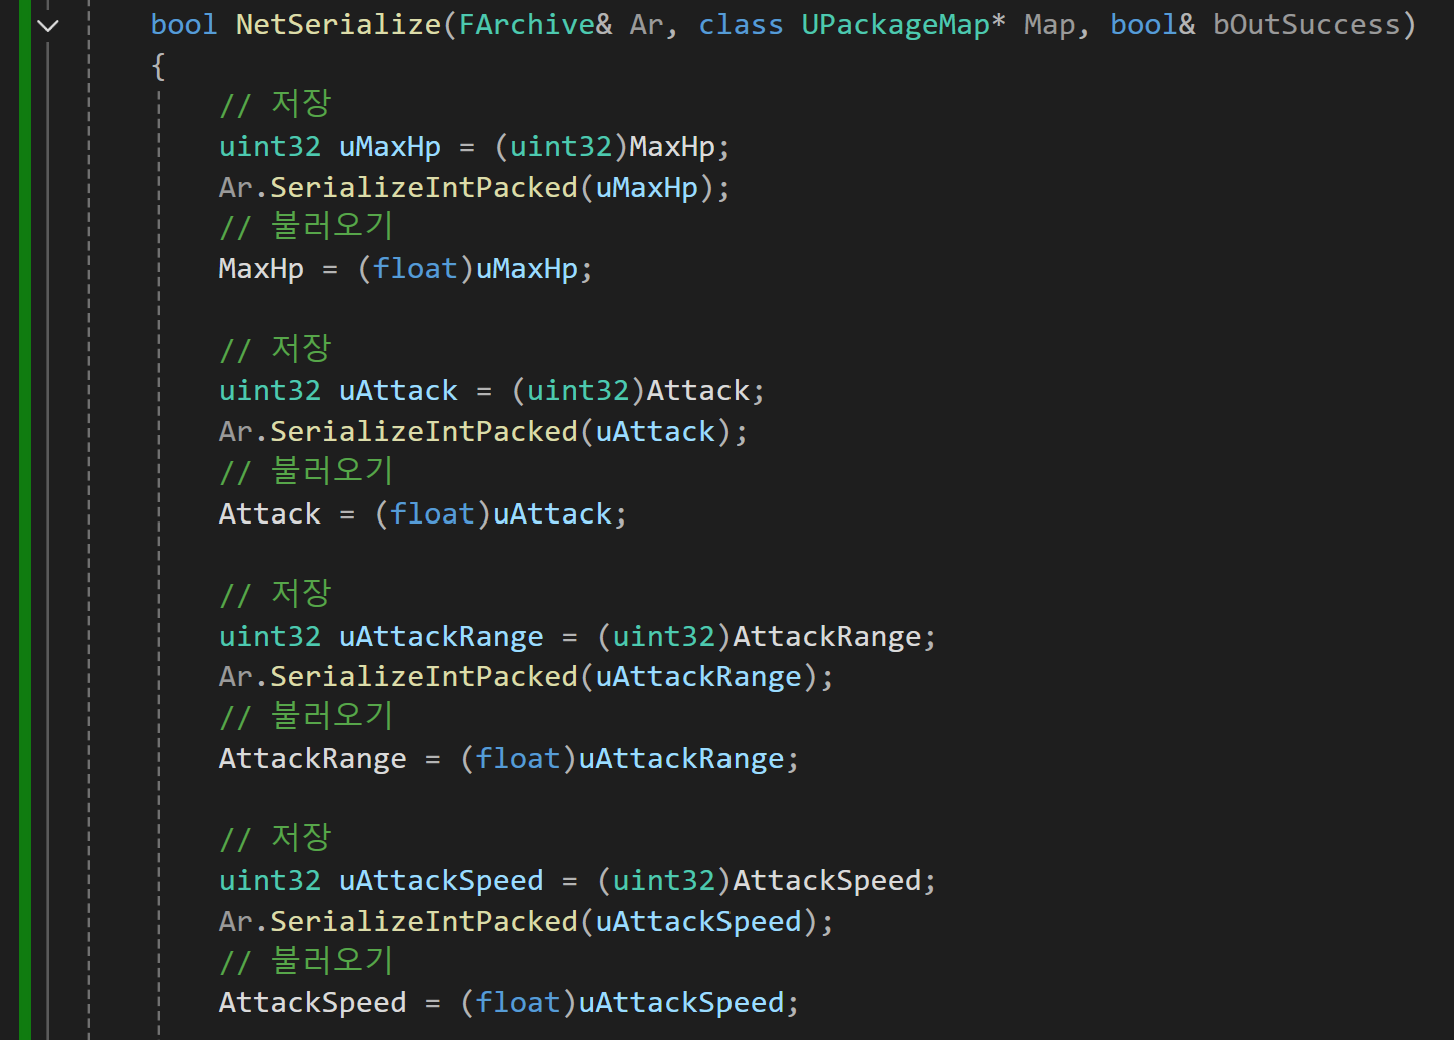 bool NetSerialize(FArchive& Ar, class UPackageMap* Map, bool& bOutSuccess)
{
// 저장
uint32 uMaxHp = (uint32)MaxHp;
Ar.SerializeIntPacked(uMaxHp);
// 불러오기
MaxHp = (float)uMaxHp;
// 저장
uint32 uAttack = (uint32)Attack;
Ar.SerializeIntPacked(uAttack);
// 불러오기
Attack = (float)uAttack;
// 저장
uint32 uAttackRange = (uint32)AttackRange;
Ar.SerializeIntPacked(uAttackRange);
// 불러오기
AttackRange = (float)uAttackRange;
// 저장
uint32 uAttackSpeed = (uint32)AttackSpeed;
Ar.SerializeIntPacked(uAttackSpeed);
// 불러오기
AttackSpeed = (float)uAttackSpeed;